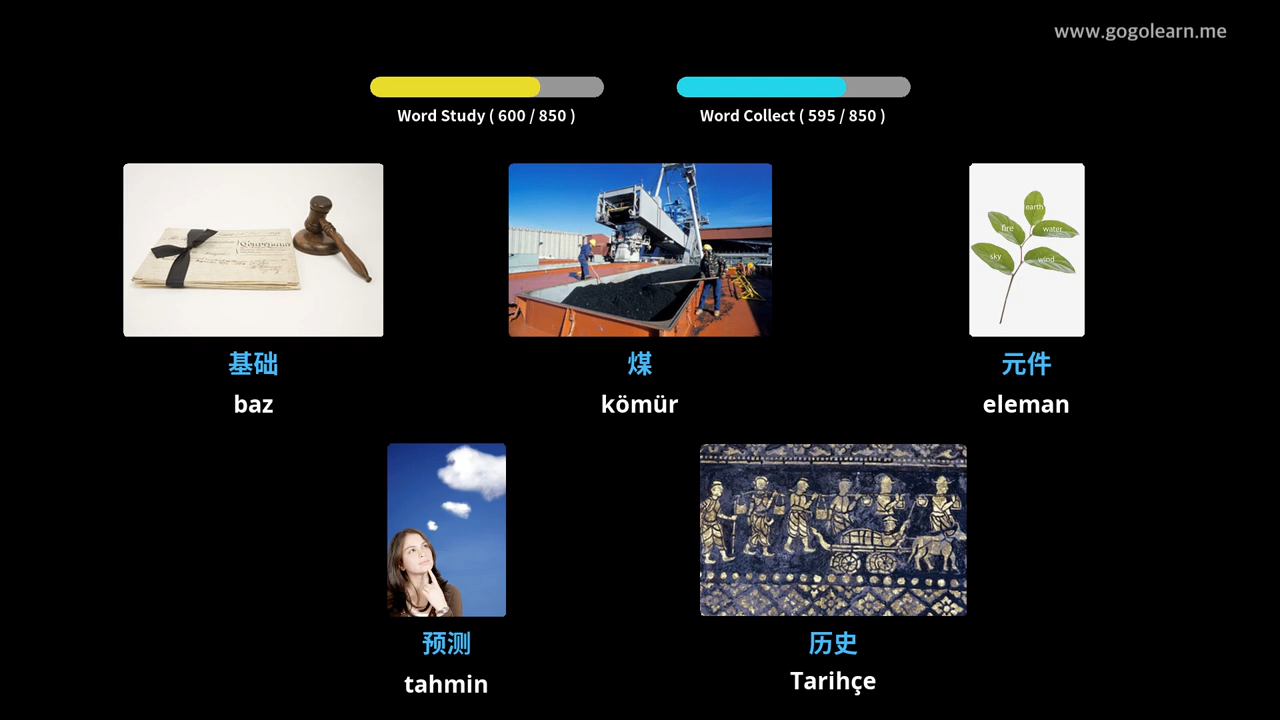 www.gogolearn.me
Word Study ( 600 / 850 )
Word Collect ( 595 / 850 )
earth
fire
water
sky
wind
基础
煤
元件
baz
kömür
eleman
预测
历史
tahmin
Tarihçe